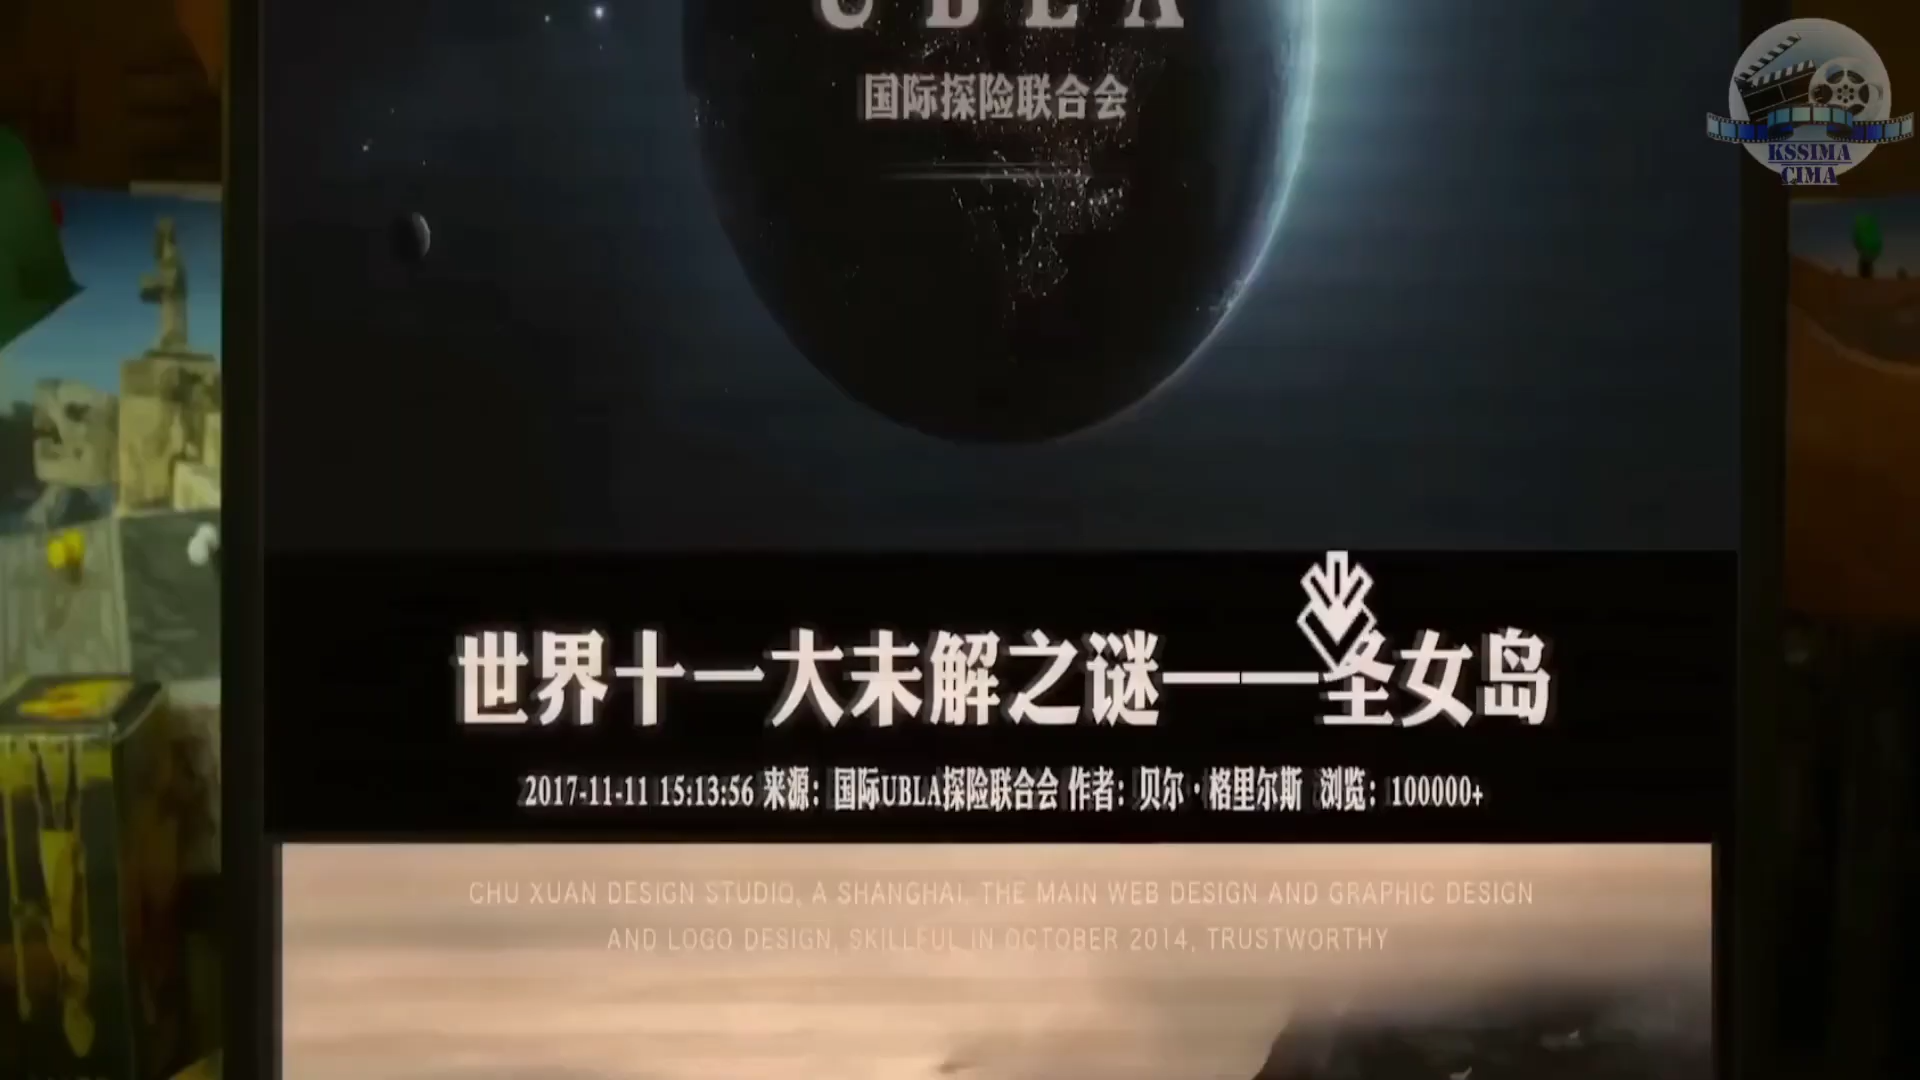 UBLA
国际探险联合会
KSSIMA
CIMA
世界十一大未解之谜——圣女岛
2017-11-11 15:13:56 来源：国际UBLA探险联合会 作者：贝尔·格里尔斯 浏览：100000+
CHU XUAN DESIGN STUDIO, A SHANGHAI, THE MAIN WEB DESIGN AND GRAPHIC DESIGN
AND LOGO DESIGN, SKILLFUL IN OCTOBER 2014, TRUSTWORTHY